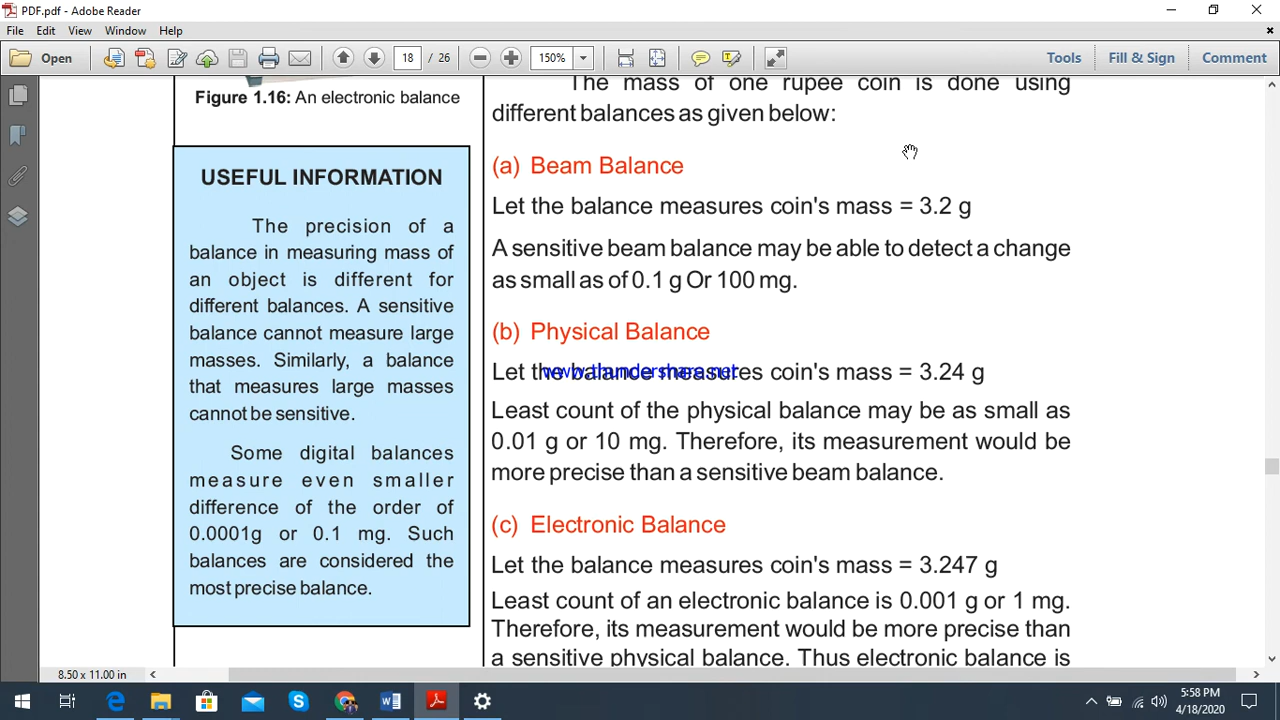 PDF.pdf - Adobe Reader
File Edit View Window Help
Open 18 / 26 150% Tools Fill & Sign Comment
Figure 1.16: An electronic balance
USEFUL INFORMATION
The precision of a
balance in measuring mass of
an object is different for
different balances. A sensitive
balance cannot measure large
masses. Similarly, a balance
that measures large masses
cannot be sensitive.
Some digital balances
measure even smaller
difference of the order of
0.0001g or 0.1 mg. Such
balances are considered the
most precise balance.
The mass of one rupee coin is done using
different balances as given below:
(a) Beam Balance
Let the balance measures coin's mass = 3.2 g
A sensitive beam balance may be able to detect a change
as small as of 0.1 g Or 100 mg.
(b) Physical Balance
Let the balance measures coin's mass = 3.24 g
www.thundershare.net
Least count of the physical balance may be as small as
0.01 g or 10 mg. Therefore, its measurement would be
more precise than a sensitive beam balance.
(c) Electronic Balance
Let the balance measures coin's mass = 3.247 g
Least count of an electronic balance is 0.001 g or 1 mg.
Therefore, its measurement would be more precise than
a sensitive physical balance. Thus electronic balance is
8.50 x 11.00 in
5:58 PM
4/18/2020